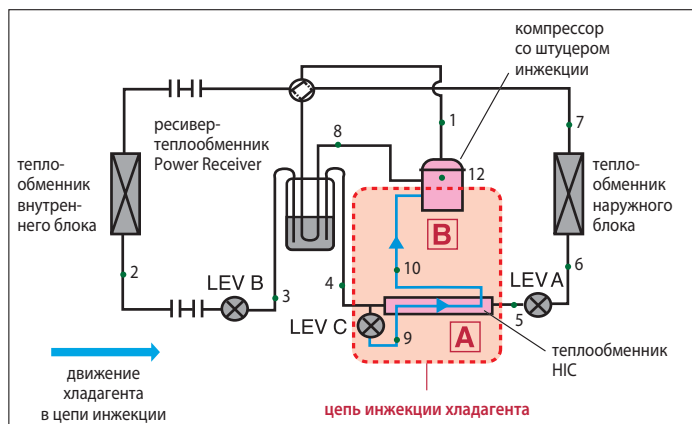 компрессор
со штуцером
инжекции
1
7
8
ресивер-
теплообменник
Power Receiver
тепло-
обменник
внутрен-
него блока
12
тепло-
обменник
наружного
блока
B
2
LEV B
3
4
10
LEV A
6
5
LEV C
9
A
теплообменник
HIC
движение
хладагента
в цепи инжекции
цепь инжекции хладагента